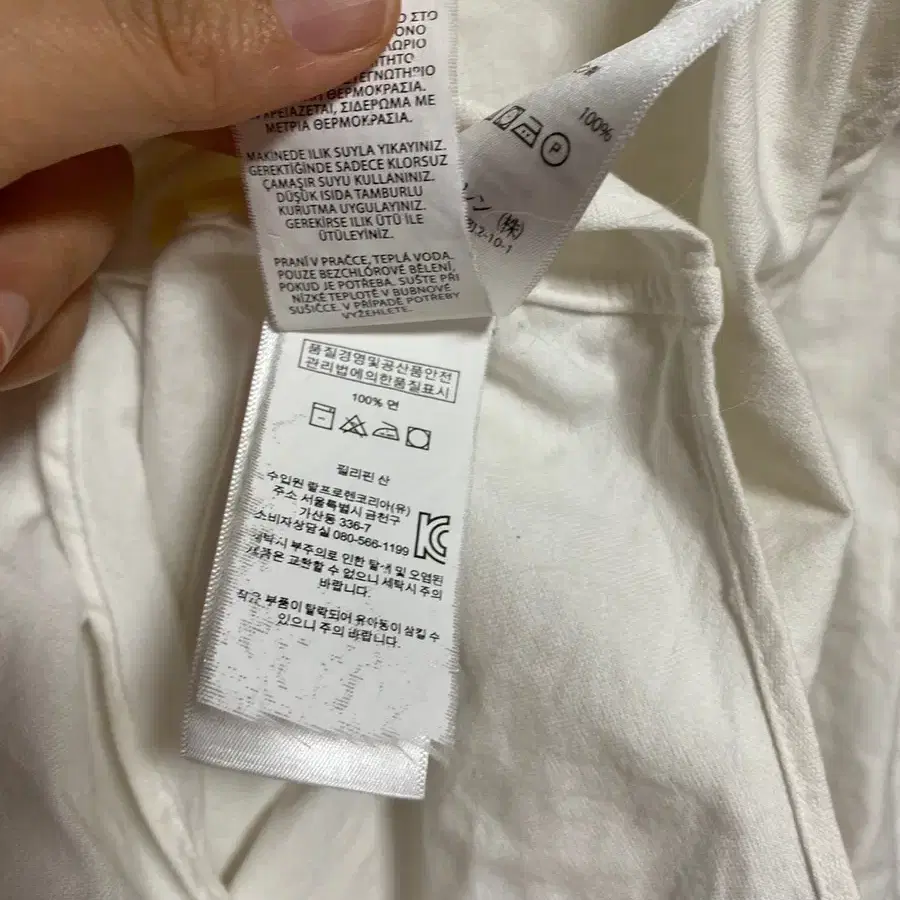 ΣΤΟ
ΜΕΤΡΙΑ ΘΕΡΜΟΚΡΑΣΙΑ.
ΘΕΡΜΟΚΡΑΣΙΑ.
ΣΙΔΕΡΩΜΑ ΜΕ
MAKINEDE ILIK SUYLA YIKAYINIZ.
GEREKTİĞİNDE SADECE KLORSUZ
ÇAMAŞIR SUYU KULLANINIZ.
DÜŞÜK ISIDA TAMBURLU
KURUTMA UYGULAYINIZ.
GEREKİRSE ILIK ÜTÜ İLE
ÜTÜLEYİNİZ.
PRANÍ V PRAČCE, TEPLÁ VODA.
POUZE BEZCHLÓROVÉ BĚLENÍ,
POKUD JE POTŘEBA. SUŠTE PŘI
NÍZKÉ TEPLOTĚ V BUBNOVÉ
SUŠIČCE. V PŘÍPADĚ POTŘEBY
VYŽEHLETE.
100%
P
ン (株)
312-10-1
품질경영및공산품안전
관리법에의한품질표시
100% 면
필리핀 산
수입원 랄프로렌코리아(유)
주소 서울특별시 금천구
가산동 336-7
소비자상담실 080-566-1199
세탁시 부주의로 인한 탈색 및 오염된
제품은 교환할 수 없으니 세탁시 주의
바랍니다.
작은 부품이 탈락되어 유아동이 삼킬 수
있으니 주의 바랍니다.